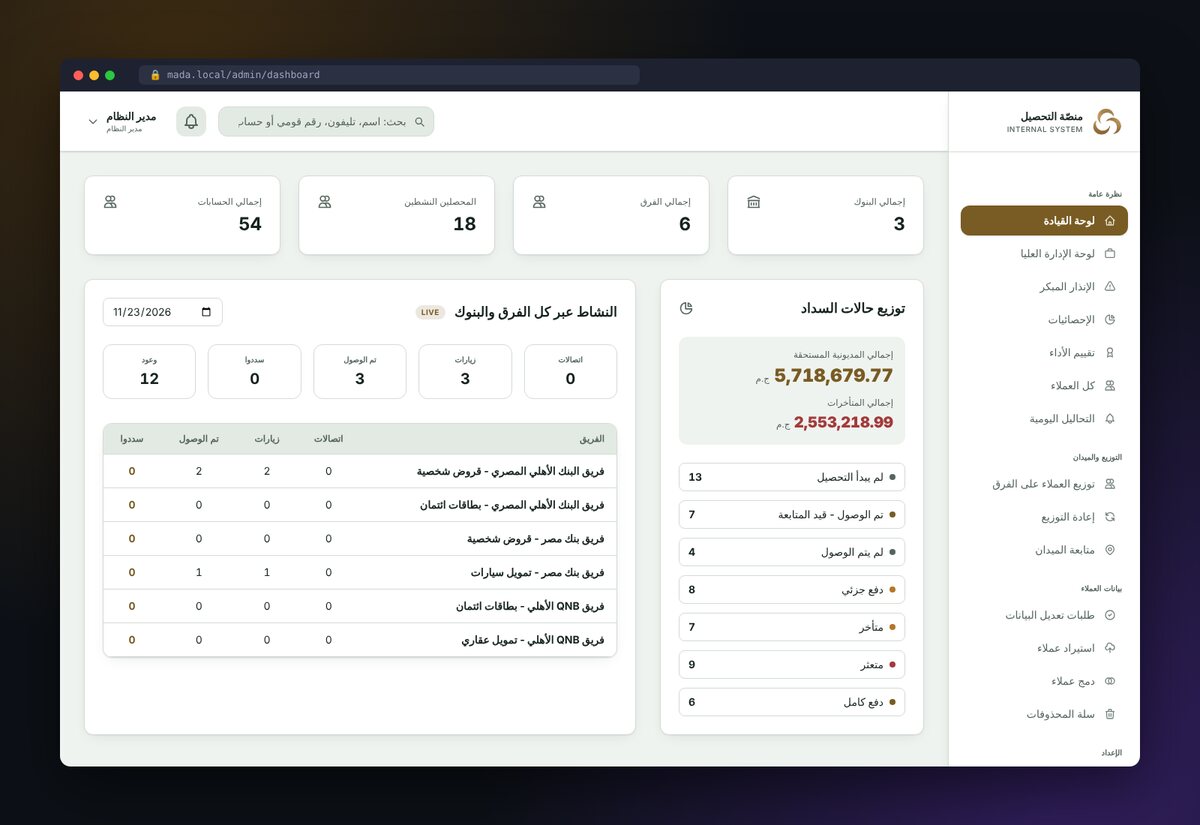 mada.local/admin/dashboard
منصّة التحصيل
INTERNAL SYSTEM
بحث: اسم، تليفون، رقم قومي أو حساب
مدير النظام
مدير النظام
نظرة عامة
لوحة القيادة
لوحة الإدارة العليا
الإنذار المبكر
الإحصائيات
تقييم الأداء
كل العملاء
التحاليل اليومية
التوزيع والميدان
توزيع العملاء على الفرق
إعادة التوزيع
متابعة الميدان
بيانات العملاء
طلبات تعديل البيانات
استيراد عملاء
دمج عملاء
سلة المحذوفات
الإعداد
إجمالي البنوك
3
إجمالي الفرق
6
المحصلين النشطين
18
إجمالي الحسابات
54
توزيع حالات السداد
إجمالي المديونية المستحقة
5,718,679.77 ج.م
إجمالي المتأخرات
2,553,218.99 ج.م
لم يبدأ التحصيل 13
تم الوصول - قيد المتابعة 7
لم يتم الوصول 4
دفع جزئي 8
متأخر 7
متعثر 9
دفع كامل 6
النشاط عبر كل الفرق والبنوك LIVE
11/23/2026
اتصالات
0
زيارات
3
تم الوصول
3
سددوا
0
وعود
12
الفريق اتصالات زيارات تم الوصول سددوا
فريق البنك الأهلي المصري - قروض شخصية 0 2 2 0
فريق البنك الأهلي المصري - بطاقات ائتمان 0 0 0 0
فريق بنك مصر - قروض شخصية 0 0 0 0
فريق بنك مصر - تمويل سيارات 0 1 1 0
فريق QNB الأهلي - بطاقات ائتمان 0 0 0 0
فريق QNB الأهلي - تمويل عقاري 0 0 0 0